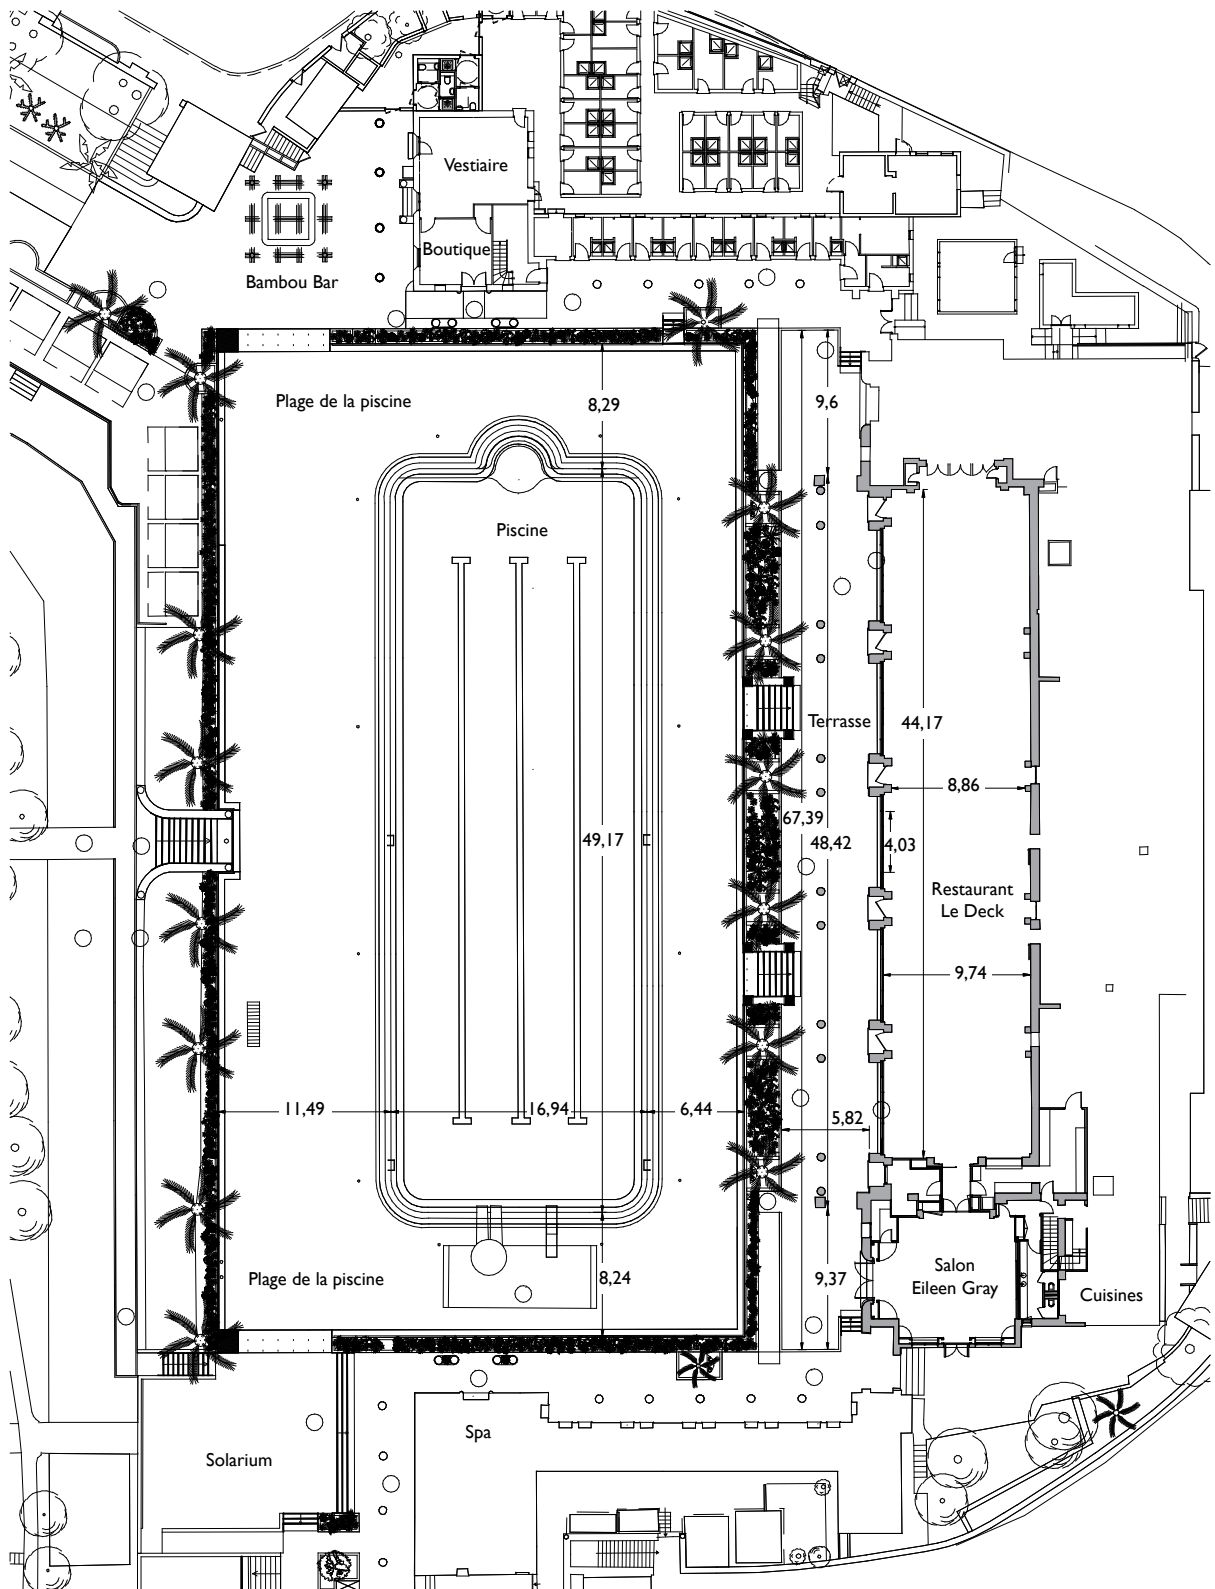 Vestiaire
Boutique
Bambou Bar
Plage de la piscine
8,29
9,6
Piscine
Terrasse
44,17
8,86
67,39
49,17
48,42
4,03
Restaurant
Le Deck
9,74
11,49
16,94
6,44
5,82
Plage de la piscine
8,24
9,37
Salon
Eileen Gray
Cuisines
Spa
Solarium